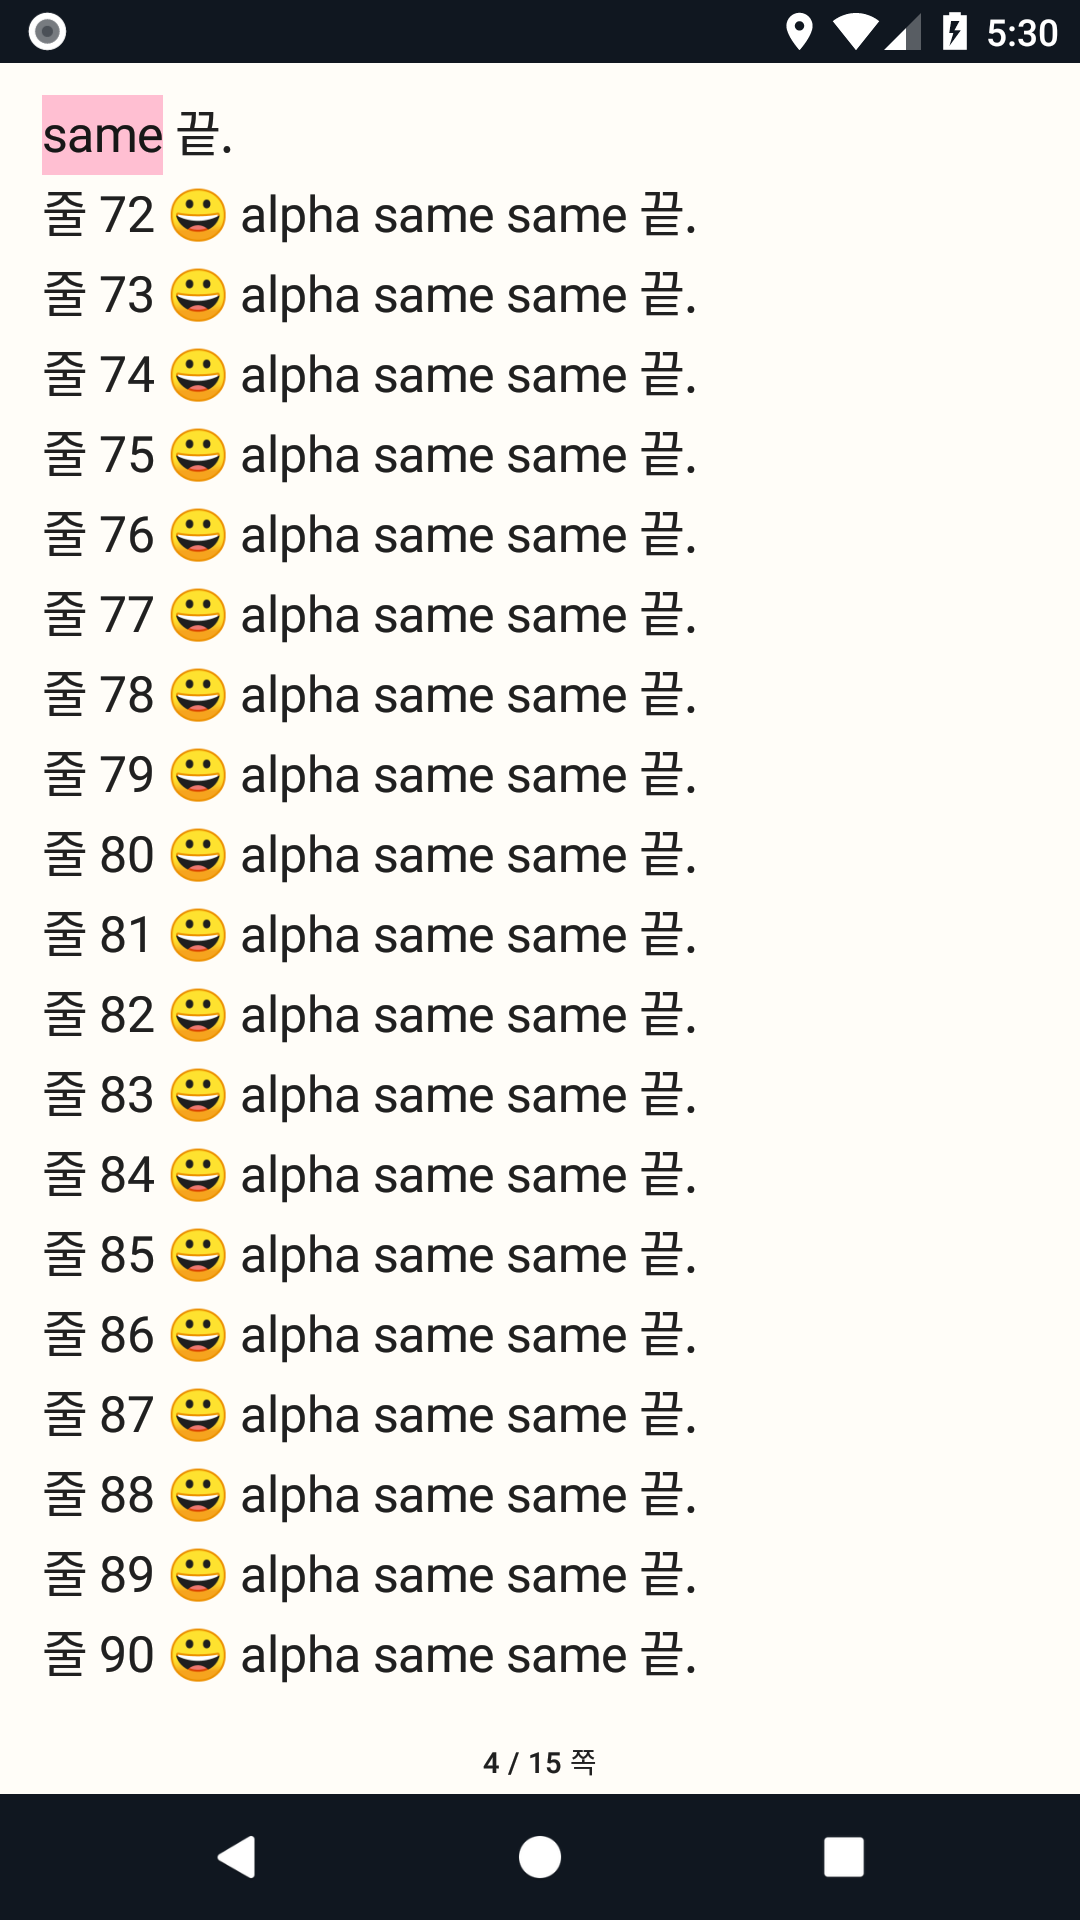 5:30
same 끝.
줄 72 😀 alpha same same 끝.
줄 73 😀 alpha same same 끝.
줄 74 😀 alpha same same 끝.
줄 75 😀 alpha same same 끝.
줄 76 😀 alpha same same 끝.
줄 77 😀 alpha same same 끝.
줄 78 😀 alpha same same 끝.
줄 79 😀 alpha same same 끝.
줄 80 😀 alpha same same 끝.
줄 81 😀 alpha same same 끝.
줄 82 😀 alpha same same 끝.
줄 83 😀 alpha same same 끝.
줄 84 😀 alpha same same 끝.
줄 85 😀 alpha same same 끝.
줄 86 😀 alpha same same 끝.
줄 87 😀 alpha same same 끝.
줄 88 😀 alpha same same 끝.
줄 89 😀 alpha same same 끝.
줄 90 😀 alpha same same 끝.
4 / 15 쪽